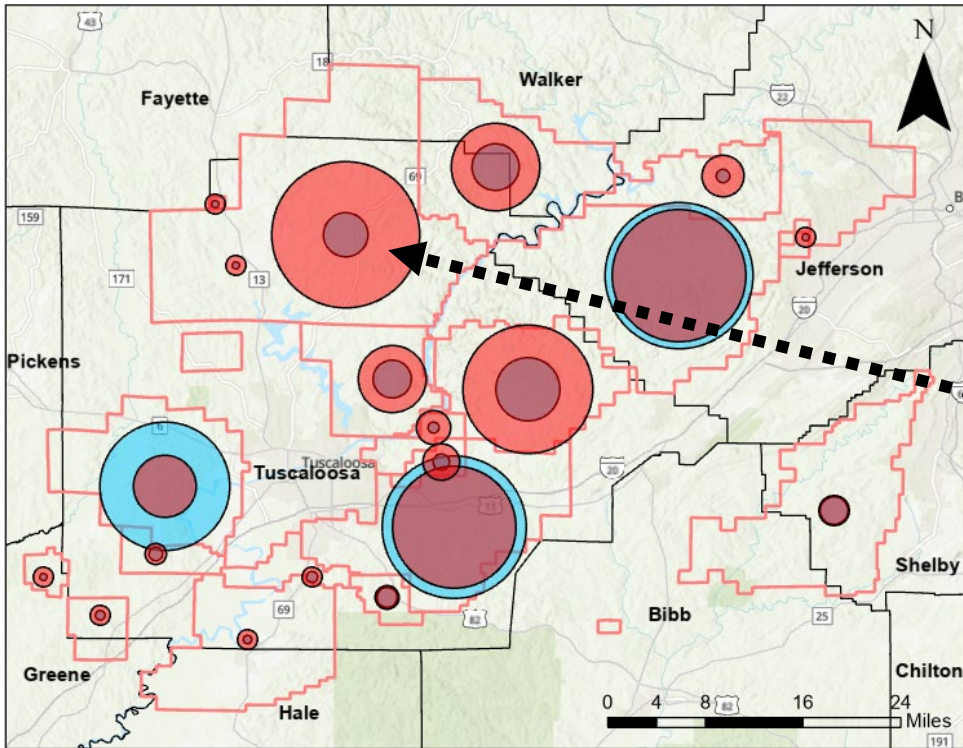 43
N
18
Walker
Fayette
22
69
159
B
171
13
Jefferson
20
Pickens
6
Tuscaloosa
Tuscaloosa
20
11
Shelby
69
82
Bibb
25
Greene
Chilton
Hale
0 4 8 16 24
82
Miles
191